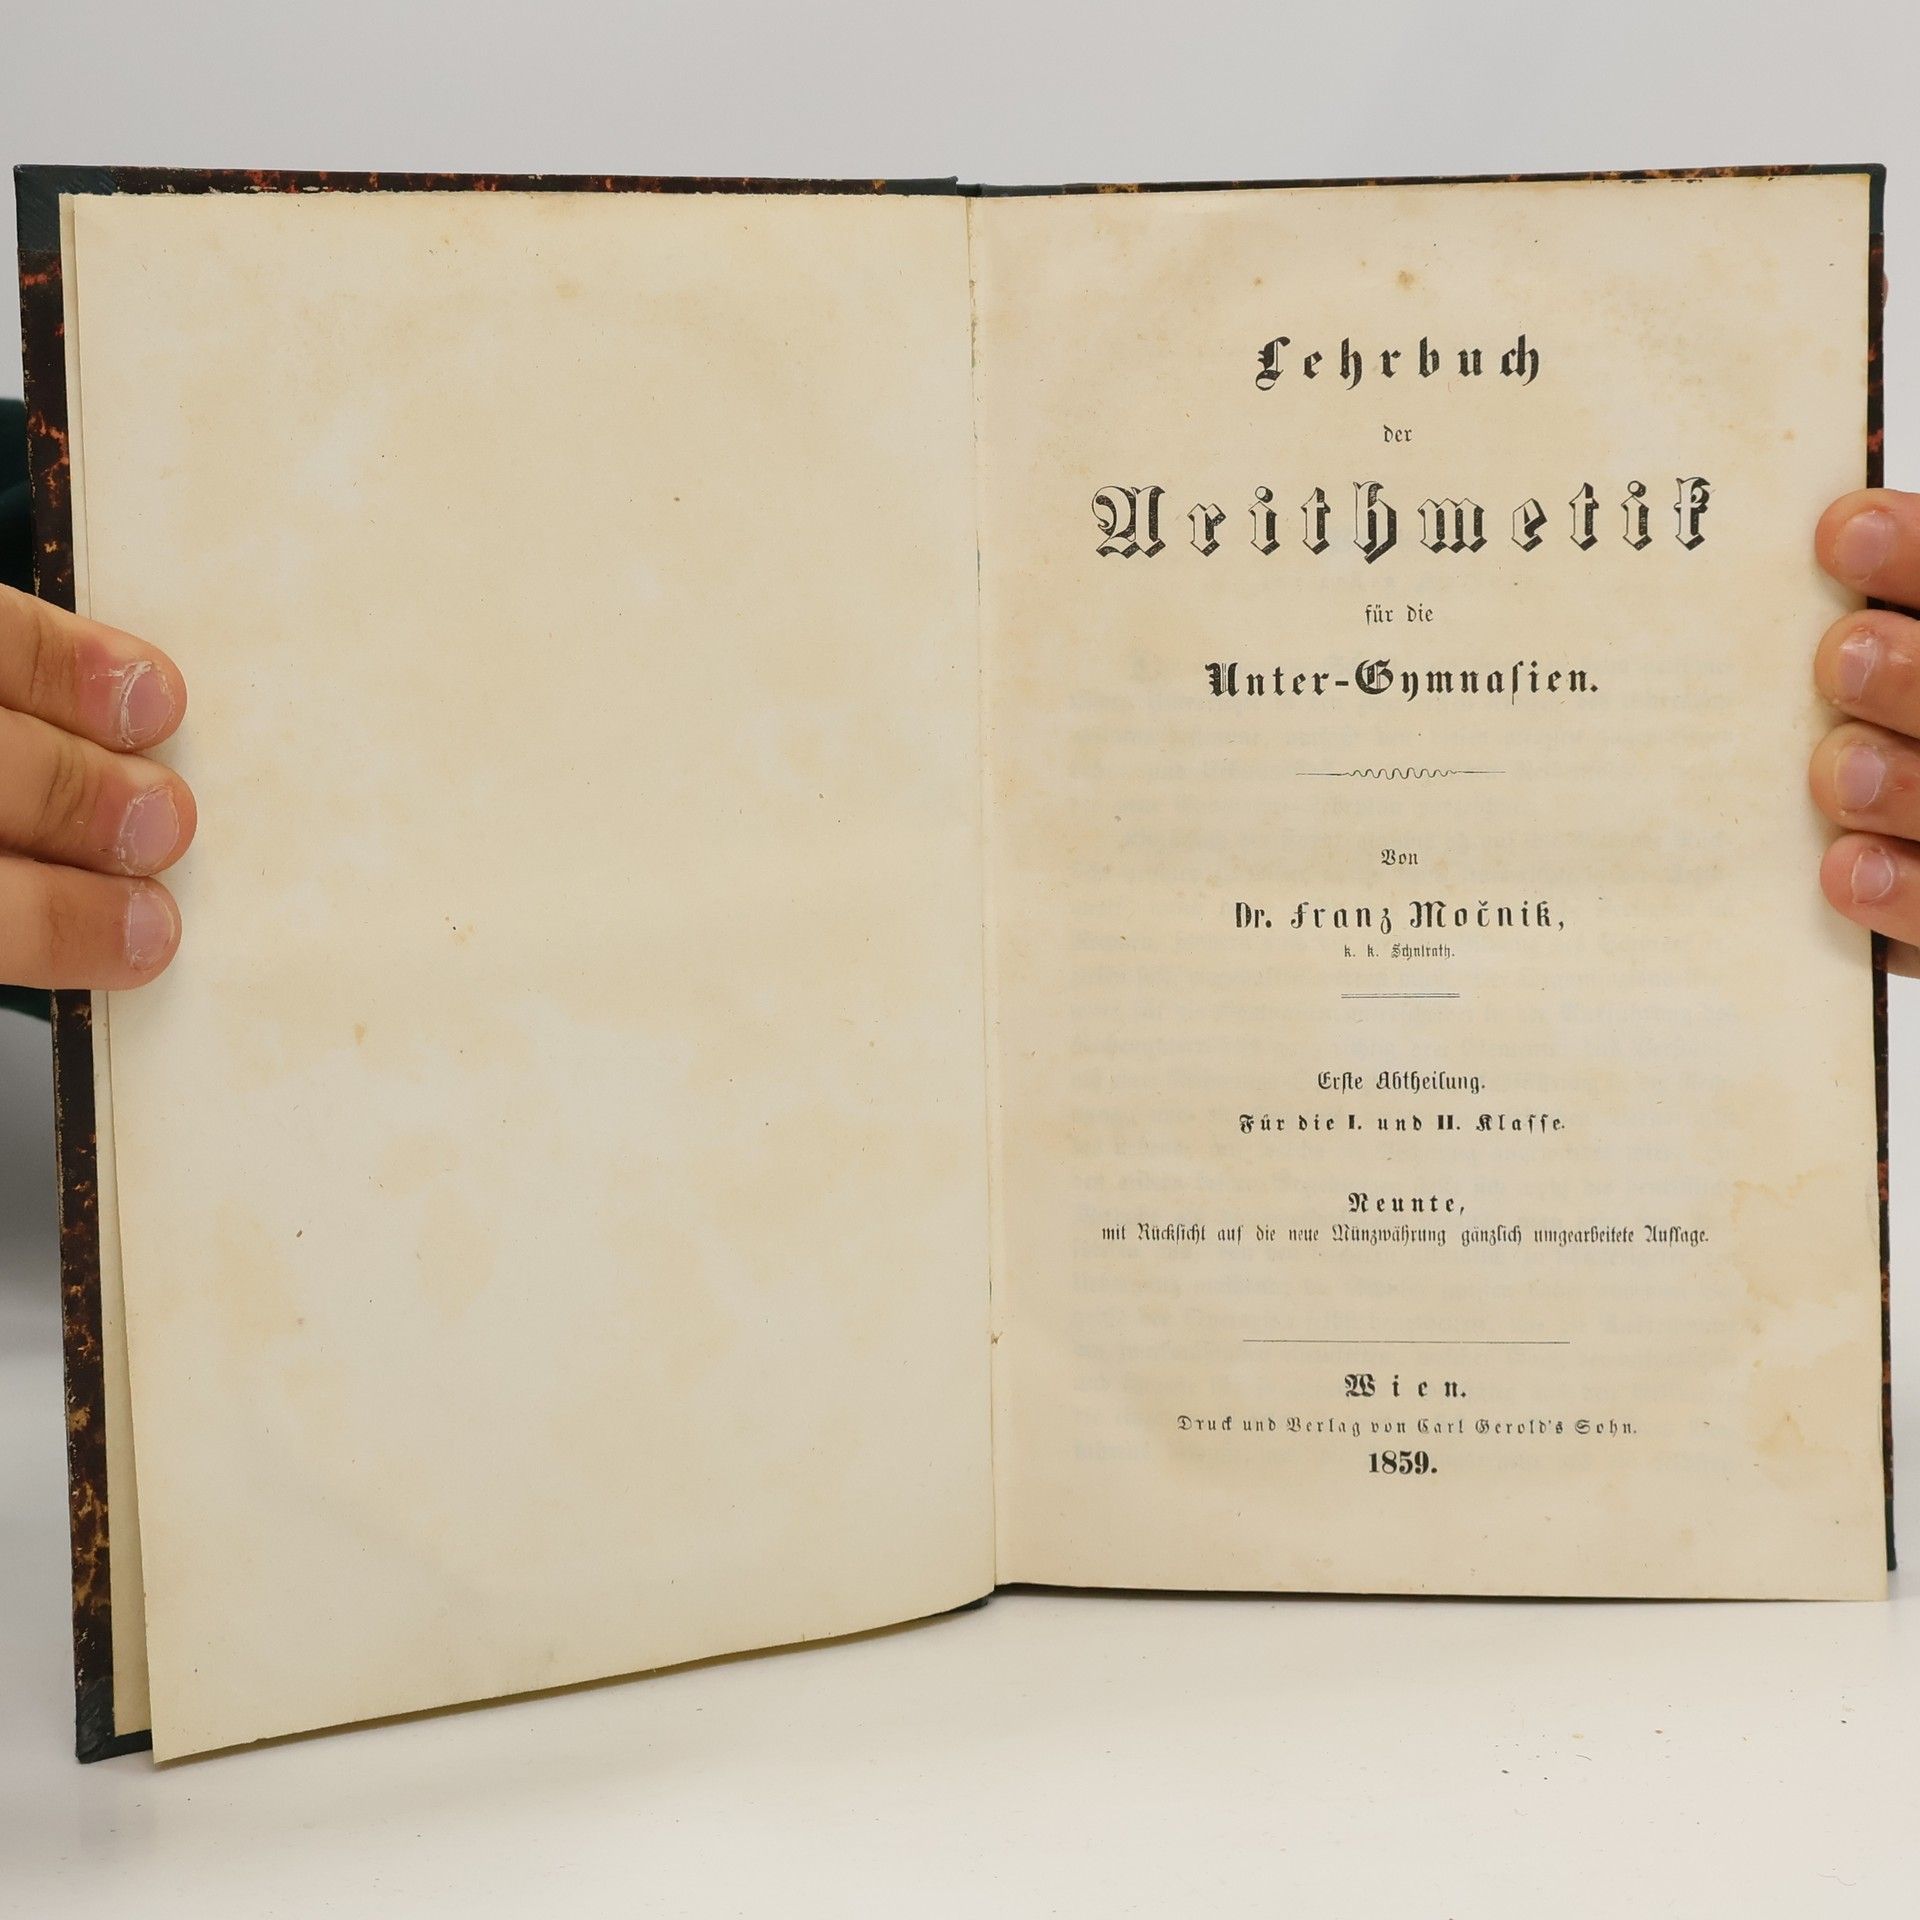 Lehrbuch
der
Arithmetik
für die
Unter-Gymnasien.
Von
Dr. Franz Močnik,
k. k. Schulrath.
Erste Abtheilung.
Für die I. und II. Klasse.
Neunte,
mit Rücksicht auf die neue Münzwährung gänzlich umgearbeitete Auflage.
Wien.
Druck und Verlag von Carl Gerold's Sohn.
1859.